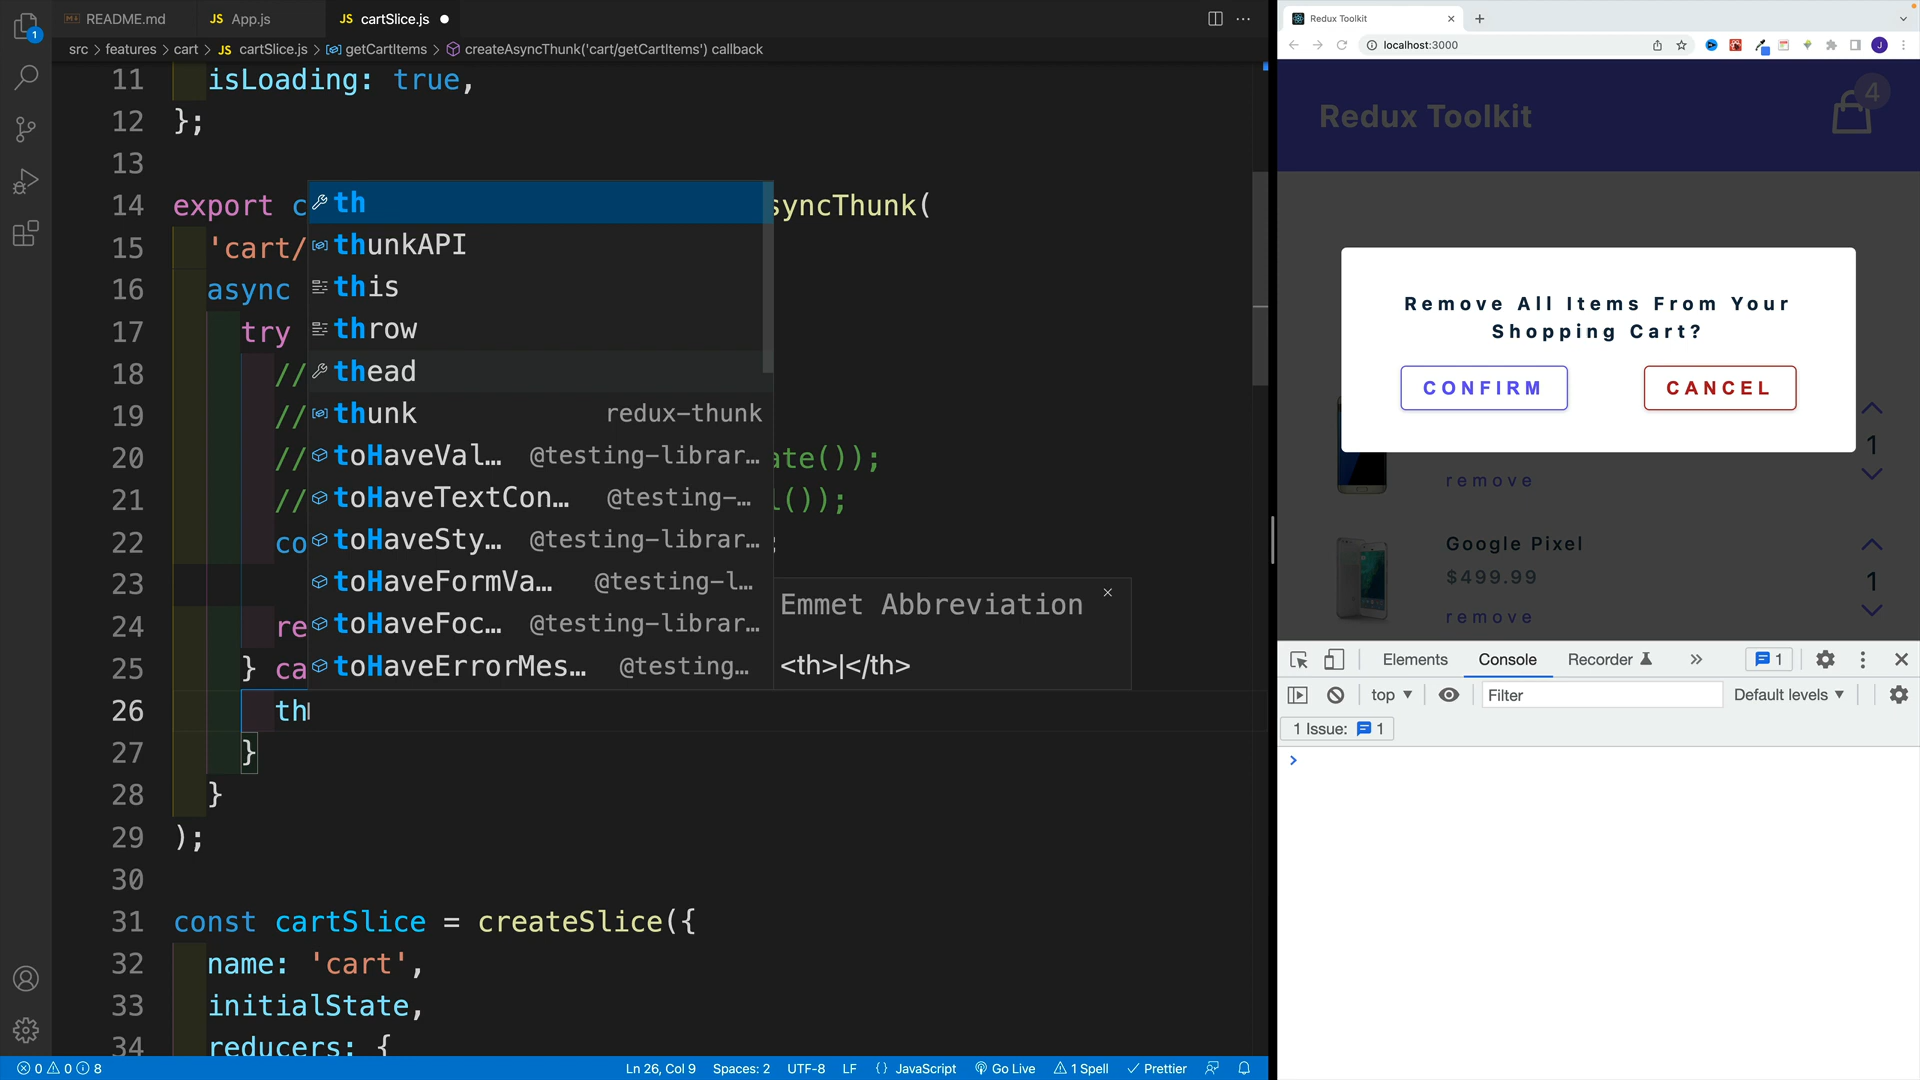 README.md
JS App.js
JS cartSlice.js
1
src > features > cart > JS cartSlice.js > getCartItems > createAsyncThunk('cart/getCartItems') callback
11 isLoading: true,
12 };
13
14 export c syncThunk(
15 'cart/
16 async
17 try
18 //
19 //
20 // ate());
21 // l());
22 co ;
23
24 re
25 } ca
26 th
27 }
28 }
29 );
30
31 const cartSlice = createSlice({
32 name: 'cart',
33 initialState,
34 reducers: {
th
thunkAPI
this
throw
thead
thunk redux-thunk
toHaveVal… @testing-librar…
toHaveTextCon… @testing-…
toHaveSty… @testing-librar…
toHaveFormVa… @testing-l…
toHaveFoc… @testing-librar…
toHaveErrorMes… @testing…
Emmet Abbreviation
<th>|</th>
0 0 8
Ln 26, Col 9 Spaces: 2 UTF-8 LF {} JavaScript Go Live 1 Spell Prettier
Redux Toolkit
localhost:3000
J
Redux Toolkit
4
Remove All Items From Your
Shopping Cart?
CONFIRM CANCEL
1
remove
Google Pixel
$499.99
1
remove
Elements Console Recorder 1
top Filter Default levels
1 Issue: 1